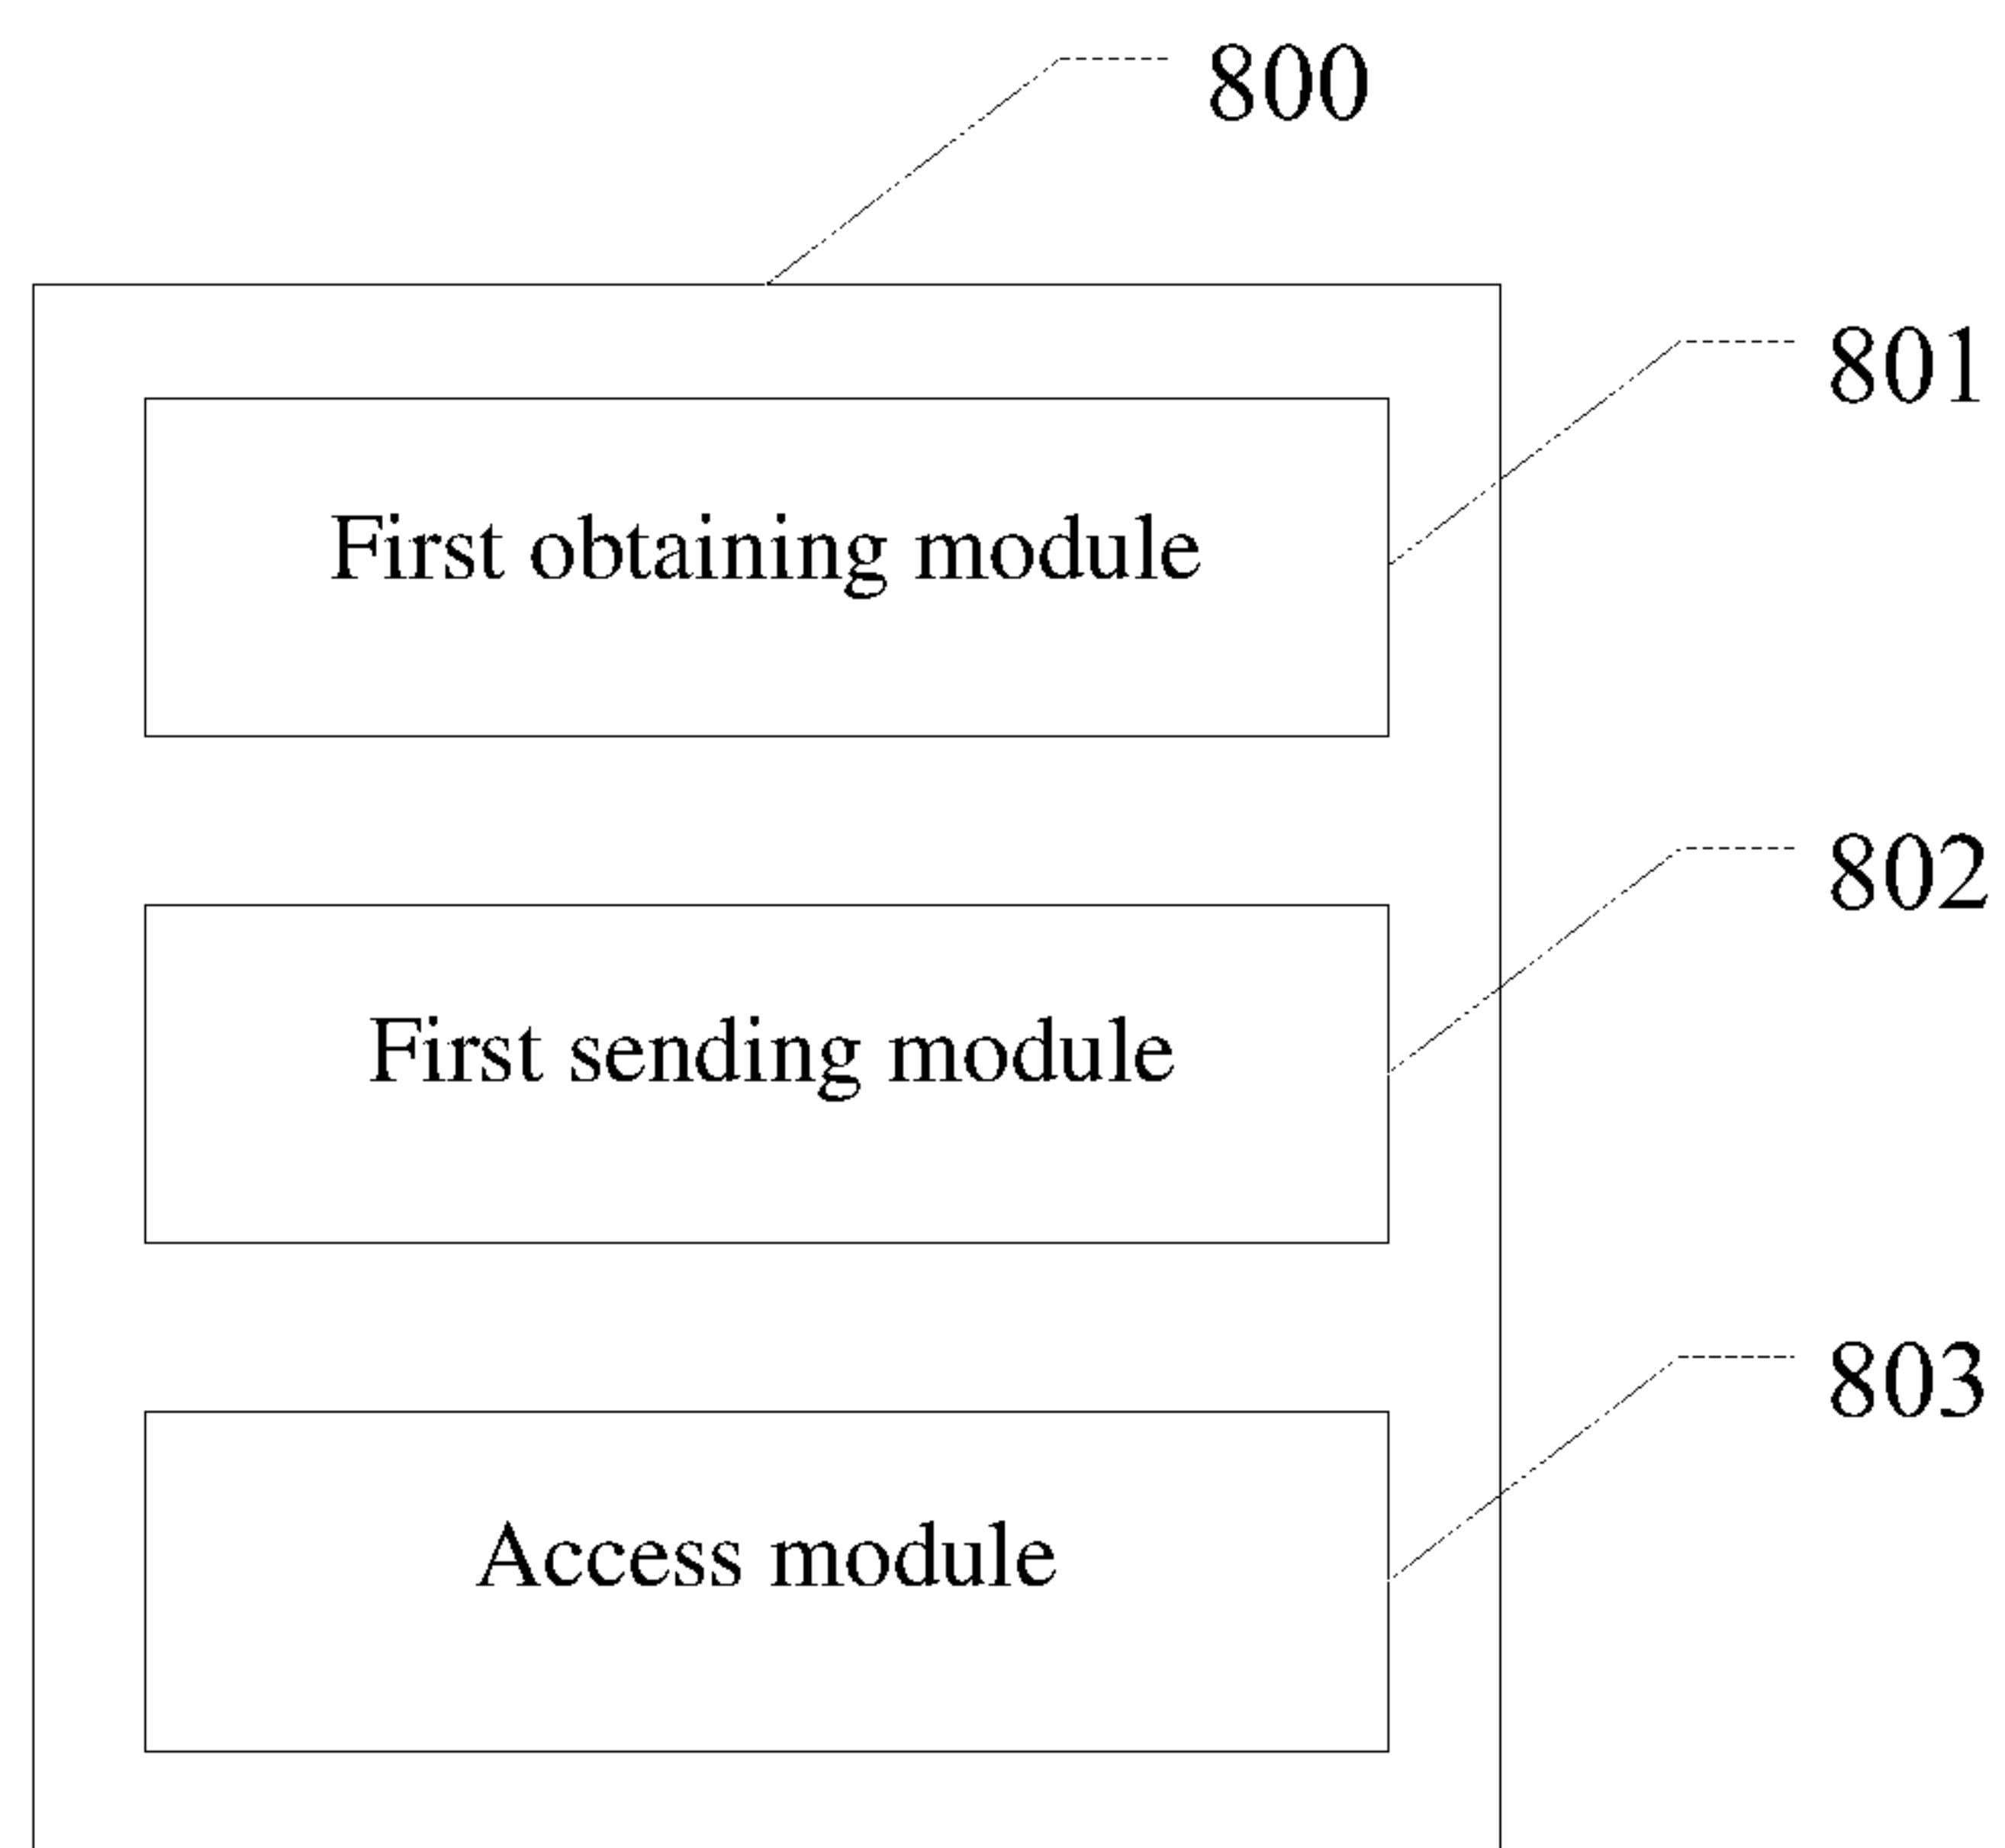 800
801
First obtaining module
802
First sending module
803
Access module